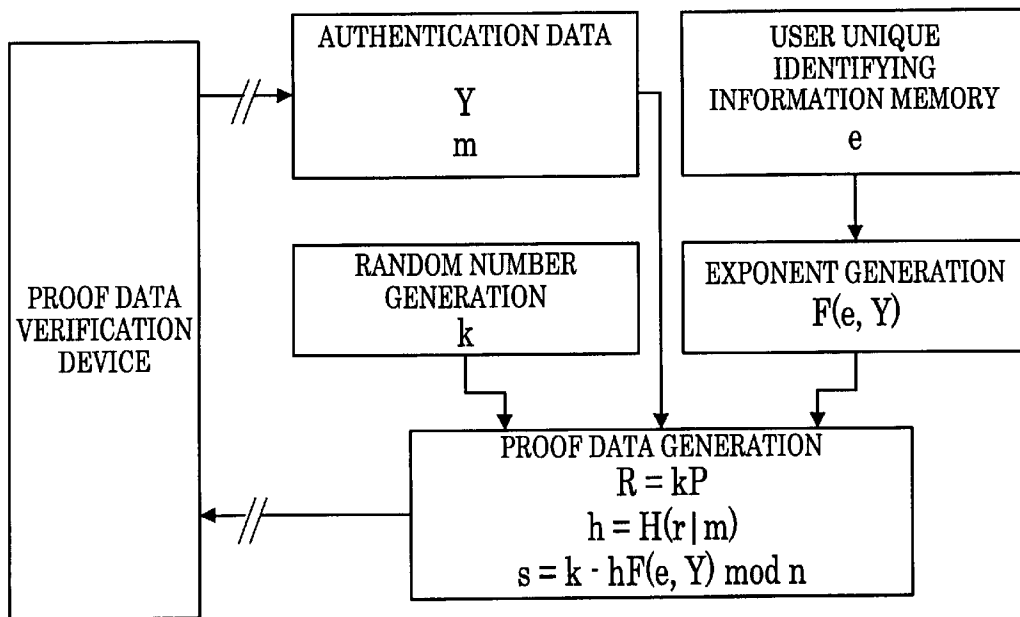 PROOF DATA
VERIFICATION
DEVICE
AUTHENTICATION DATA
Y
m
USER UNIQUE
IDENTIFYING
INFORMATION MEMORY
e
RANDOM NUMBER
GENERATION
k
EXPONENT GENERATION
F(e, Y)
PROOF DATA GENERATION
R = kP
h = H(r|m)
s = k - hF(e, Y) mod n